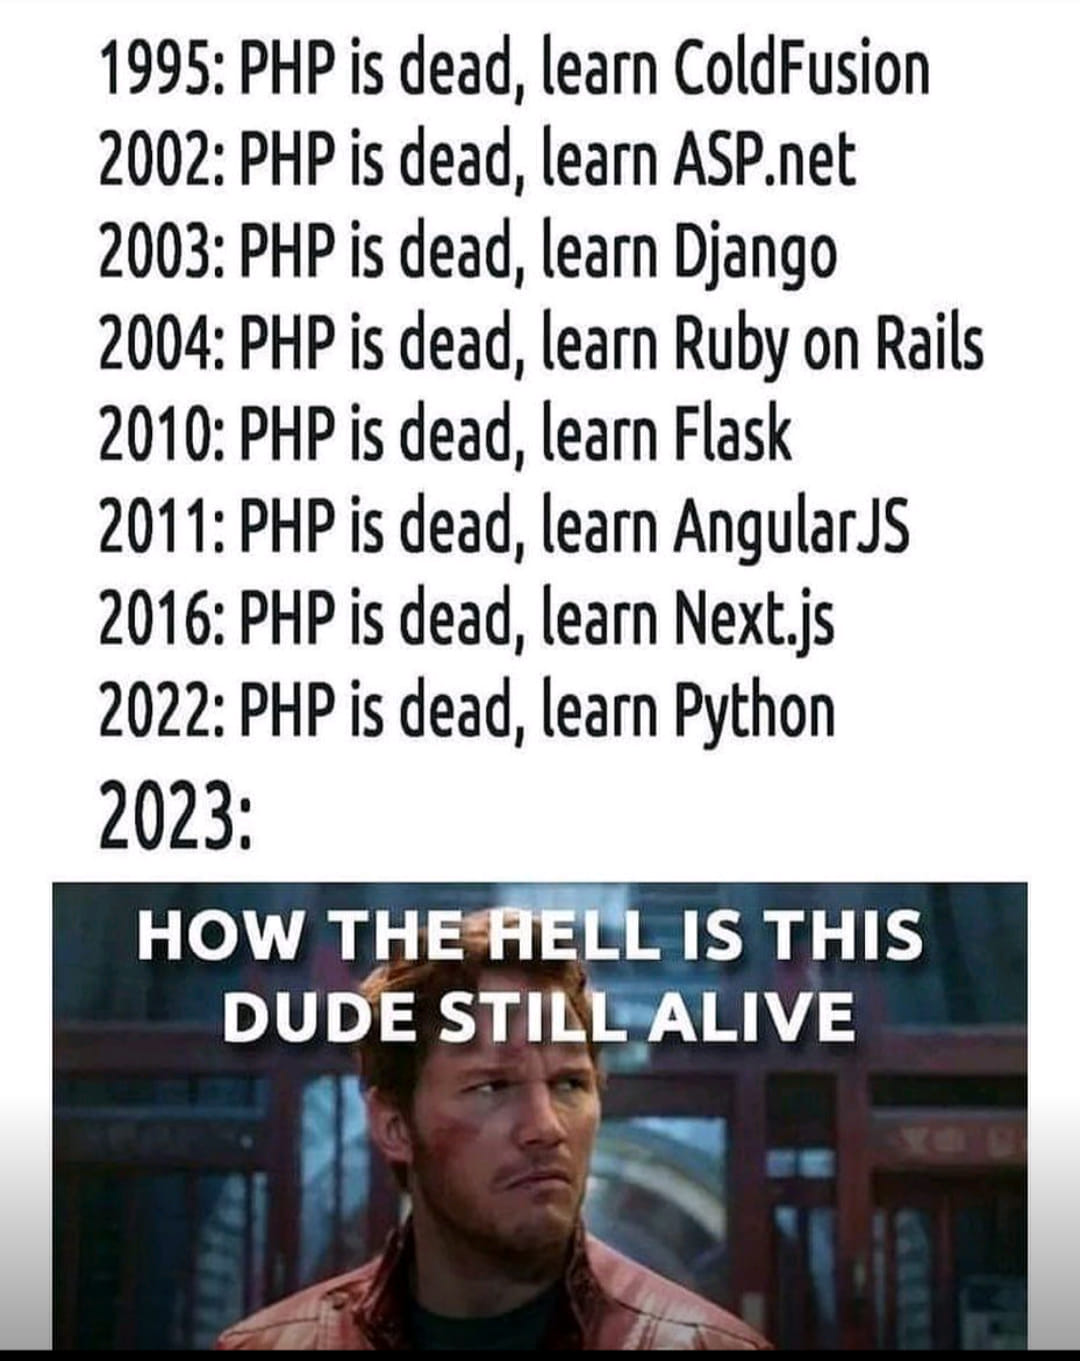 1995: PHP is dead, learn ColdFusion
2002: PHP is dead, learn ASP.net
2003: PHP is dead, learn Django
2004: PHP is dead, learn Ruby on Rails
2010: PHP is dead, learn Flask
2011: PHP is dead, learn AngularJS
2016: PHP is dead, learn Next.js
2022: PHP is dead, learn Python
2023:
HOW THE HELL IS THIS
DUDE STILL ALIVE